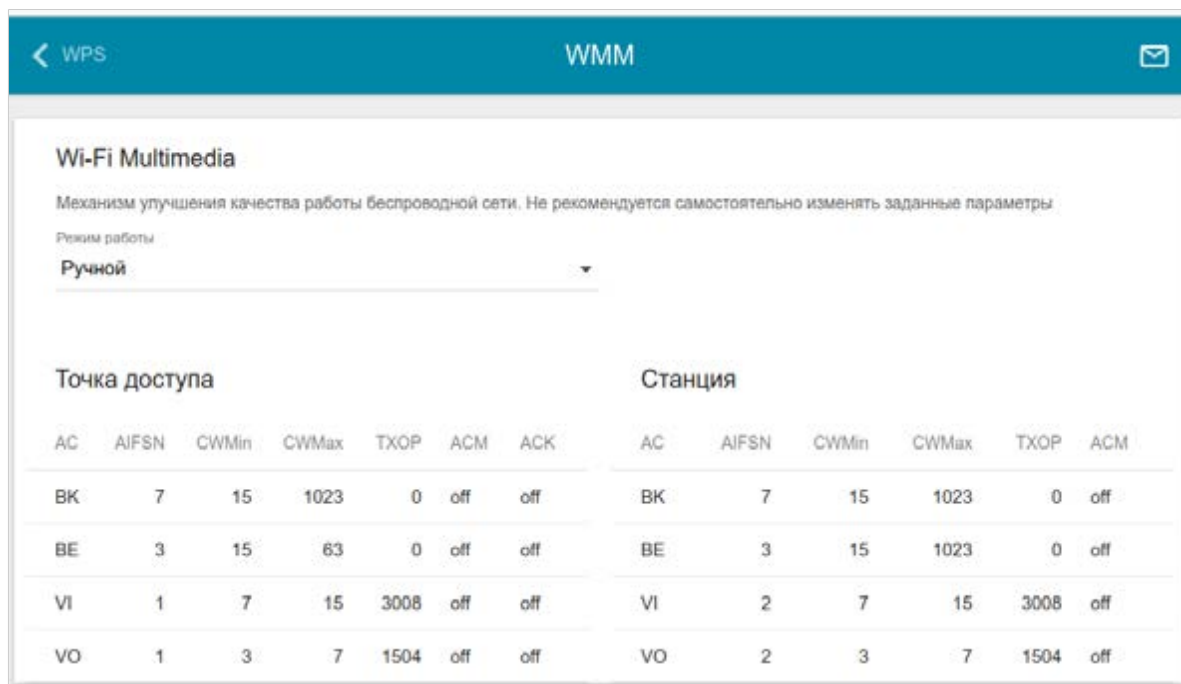 WPS WMM
Wi-Fi Multimedia
Механизм улучшения качества работы беспроводной сети. Не рекомендуется самостоятельно изменять заданные параметры
Режим работы
Ручной
Точка доступа
AC AIFSN CWMin CWMax TXOP ACM ACK
BK 7 15 1023 0 off off
BE 3 15 63 0 off off
VI 1 7 15 3008 off off
VO 1 3 7 1504 off off
Станция
AC AIFSN CWMin CWMax TXOP ACM
BK 7 15 1023 0 off
BE 3 15 1023 0 off
VI 2 7 15 3008 off
VO 2 3 7 1504 off